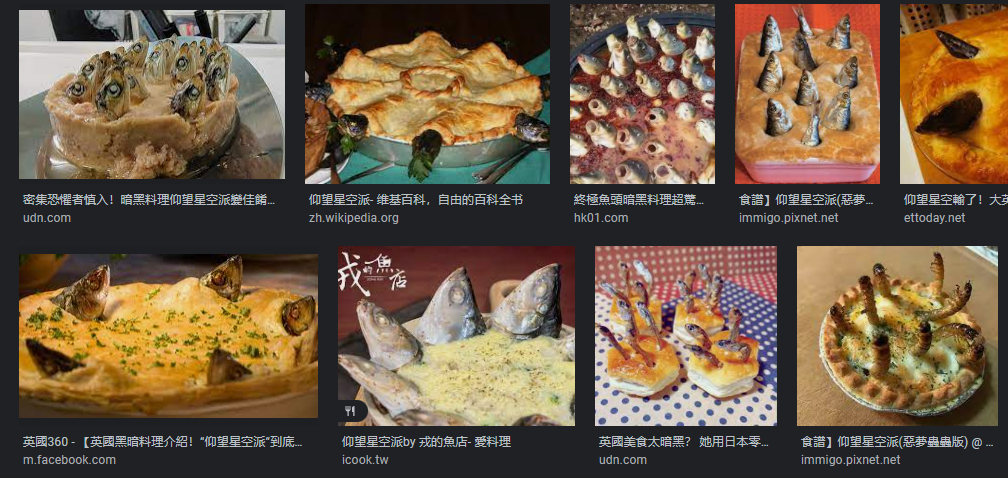 密集恐懼者慎入！暗黑料理仰望星空派變佳餚...
udn.com
仰望星空派- 维基百科，自由的百科全书
zh.wikipedia.org
終極魚頭暗黑料理超驚...
hk01.com
食譜】仰望星空派(惡夢...
immigo.pixnet.net
仰望星空輸了！大英
ettoday.net
戎的魚店
英國360 - 【英國黑暗料理介紹！“仰望星空派”到底...
m.facebook.com
仰望星空派by 戎的魚店- 愛料理
icook.tw
英國美食太暗黑？ 她用日本零...
udn.com
食譜】仰望星空派(惡夢蟲蟲版) @ ...
immigo.pixnet.net